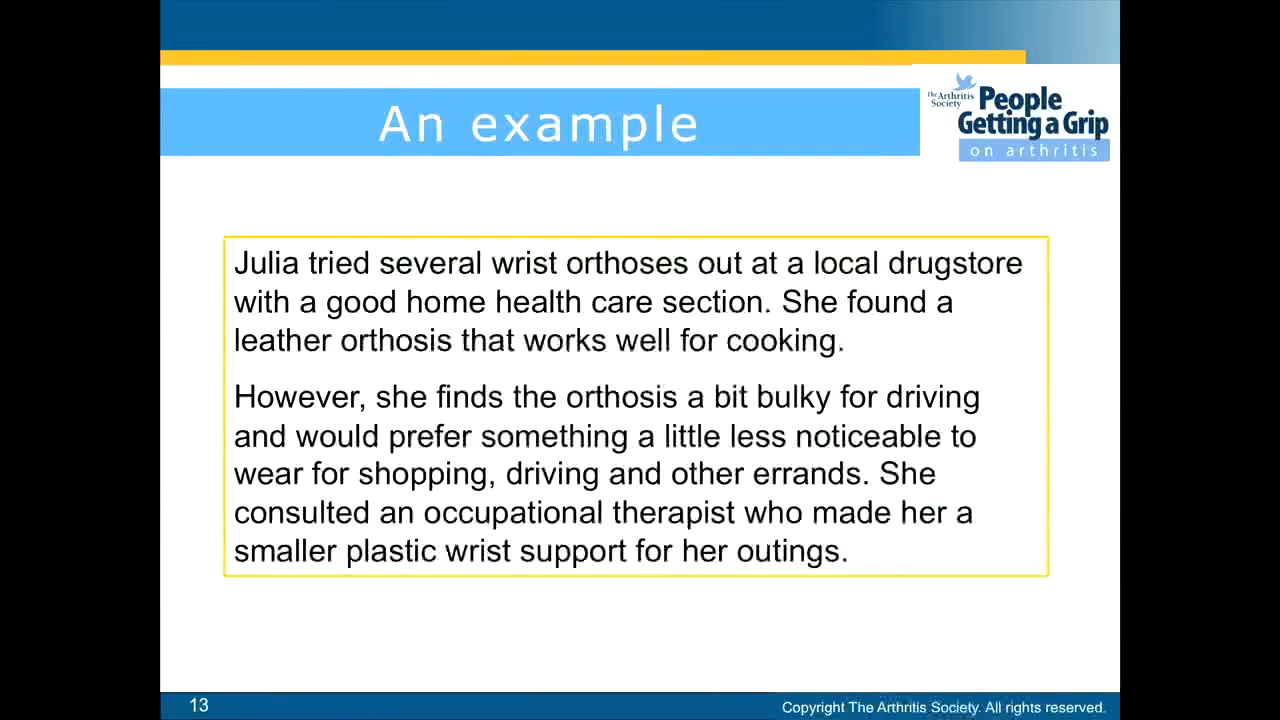 An example
The Arthritis
Society
People
Getting a Grip
on arthritis
Julia tried several wrist orthoses out at a local drugstore
with a good home health care section. She found a
leather orthosis that works well for cooking.
However, she finds the orthosis a bit bulky for driving
and would prefer something a little less noticeable to
wear for shopping, driving and other errands. She
consulted an occupational therapist who made her a
smaller plastic wrist support for her outings.
13
Copyright The Arthritis Society. All rights reserved.